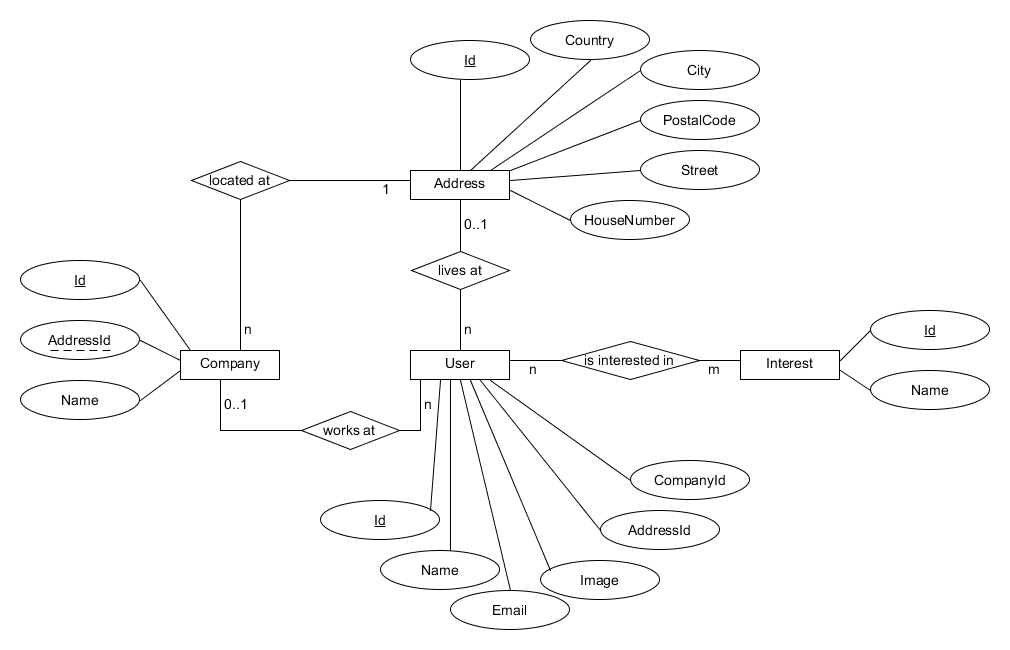 Country
Id
City
PostalCode
located at
1
Address
Street
HouseNumber
0..1
lives at
Id
n
n
AddressId
Company
User
is interested in
Interest
Id
n
m
Name
Name
0..1
n
works at
CompanyId
Id
AddressId
Name
Image
Email